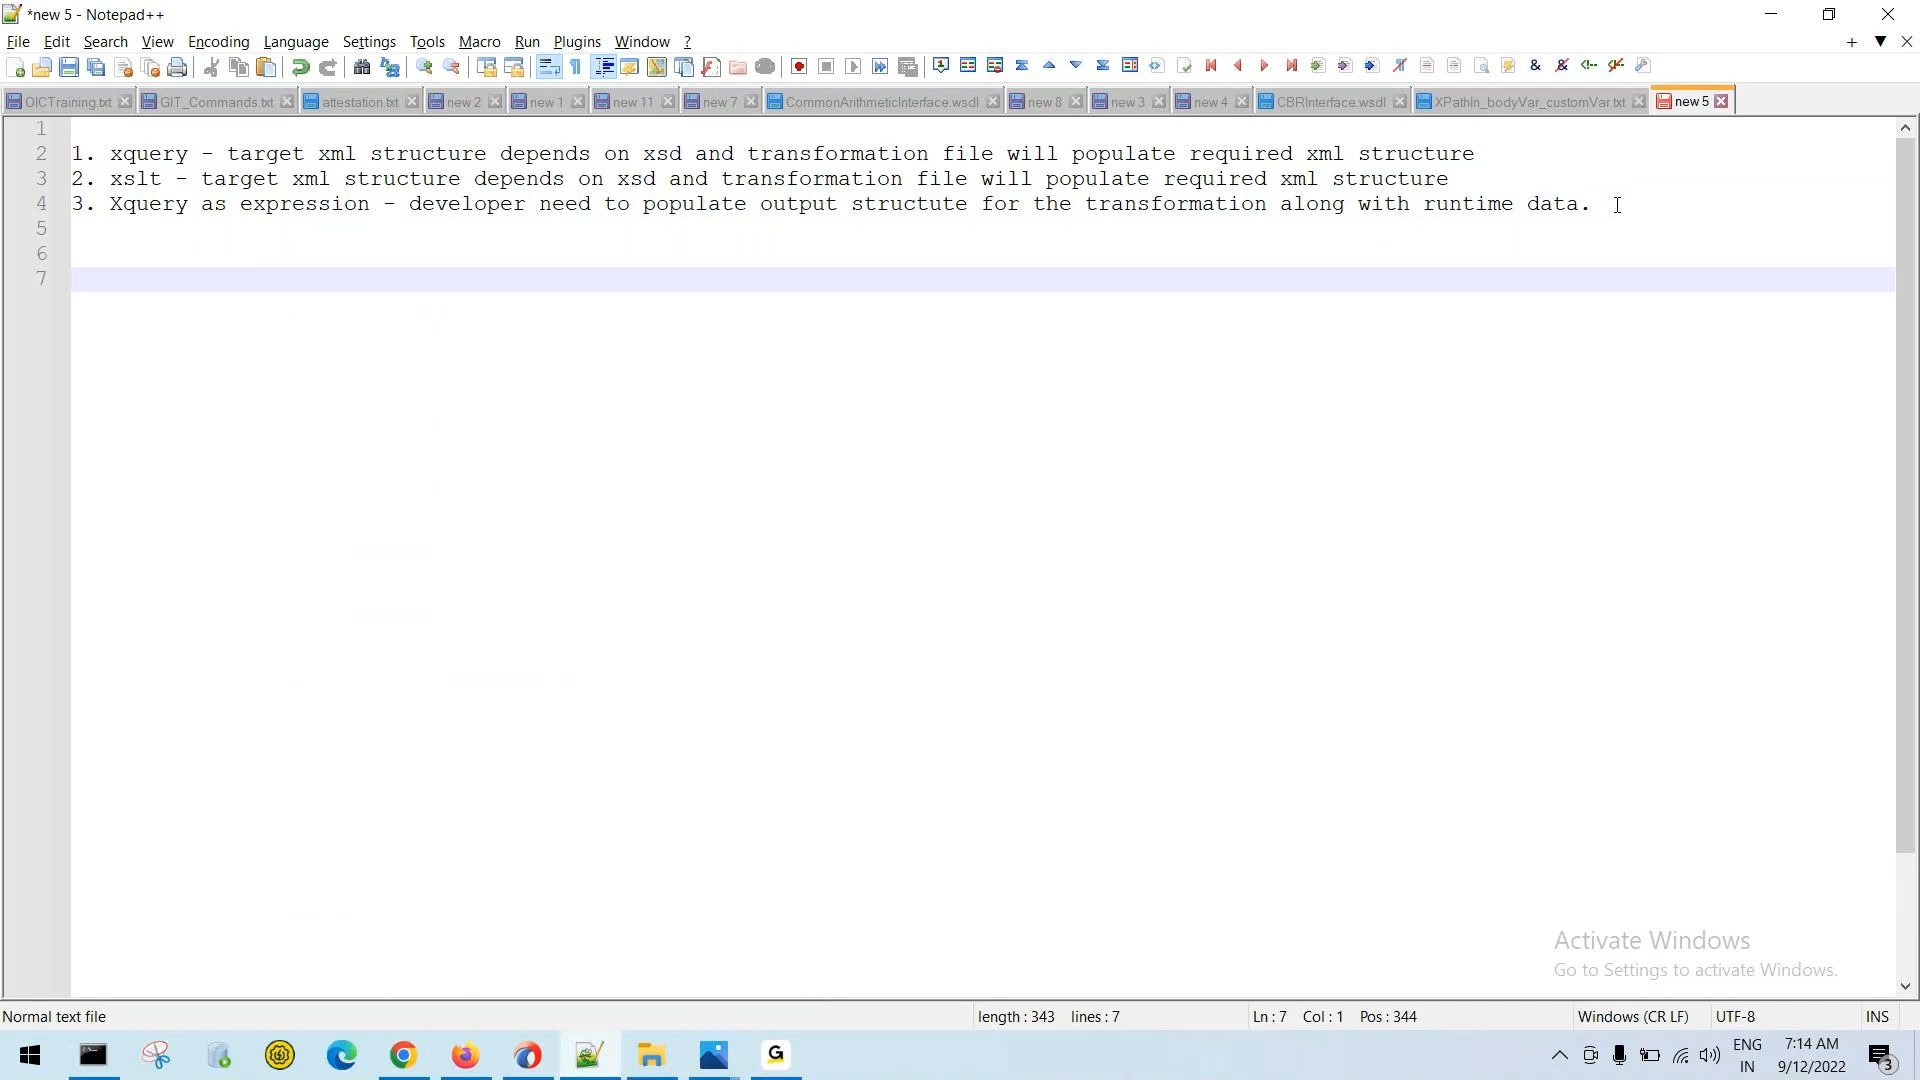 *new 5 - Notepad++
File Edit Search View Encoding Language Settings Tools Macro Run Plugins Window ?
OICTraining.txt GIT_Commands.txt attestation.txt new 2 new 1 new 11 new 7 CommonArithmeticInterface.wsdl new 8 new 3 new 4 CBRInterface.wsdl XPathIn_bodyVar_customVar.txt new 5
1
2 1. xquery - target xml structure depends on xsd and transformation file will populate required xml structure
3 2. xslt - target xml structure depends on xsd and transformation file will populate required xml structure
4 3. Xquery as expression - developer need to populate output structute for the transformation along with runtime data.
5
6
7
Activate Windows
Go to Settings to activate Windows.
Normal text file length : 343 lines : 7 Ln : 7 Col : 1 Pos : 344 Windows (CR LF) UTF-8 INS
ENG 7:14 AM
IN 9/12/2022 3